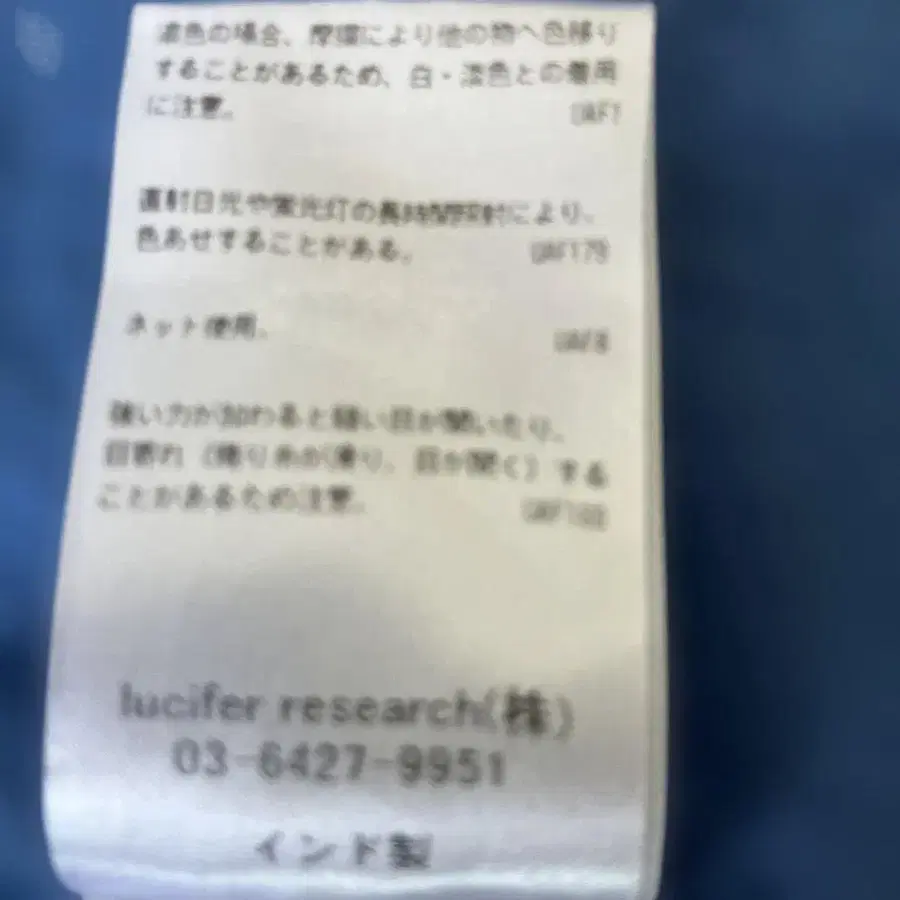 濃色の場合、摩擦により他の物へ色移り
することがあるため、白・淡色との着用
に注意。 UAF7
直射日光や蛍光灯の長時間照射により、
色あせすることがある。 UAF179
ネット使用。 UAF8
強い力が加わると縫い目が開いたり、
目寄れ（織り糸が滑り、目が開く）する
ことがあるため注意。
lucifer research(株)
03-6427-9951
インド製